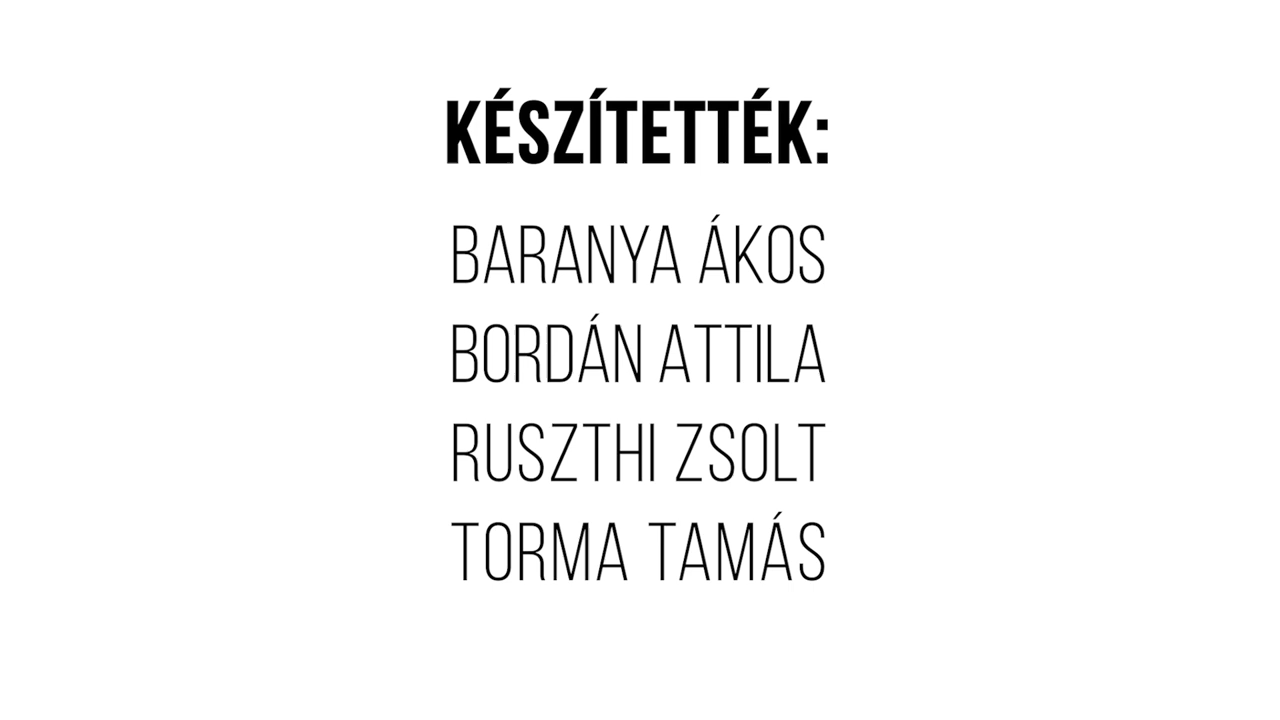 KÉSZÍTETTÉK:
BARANYA ÁKOS
BORDÁN ATTILA
RUSZTHI ZSOLT
TORMA TAMÁS